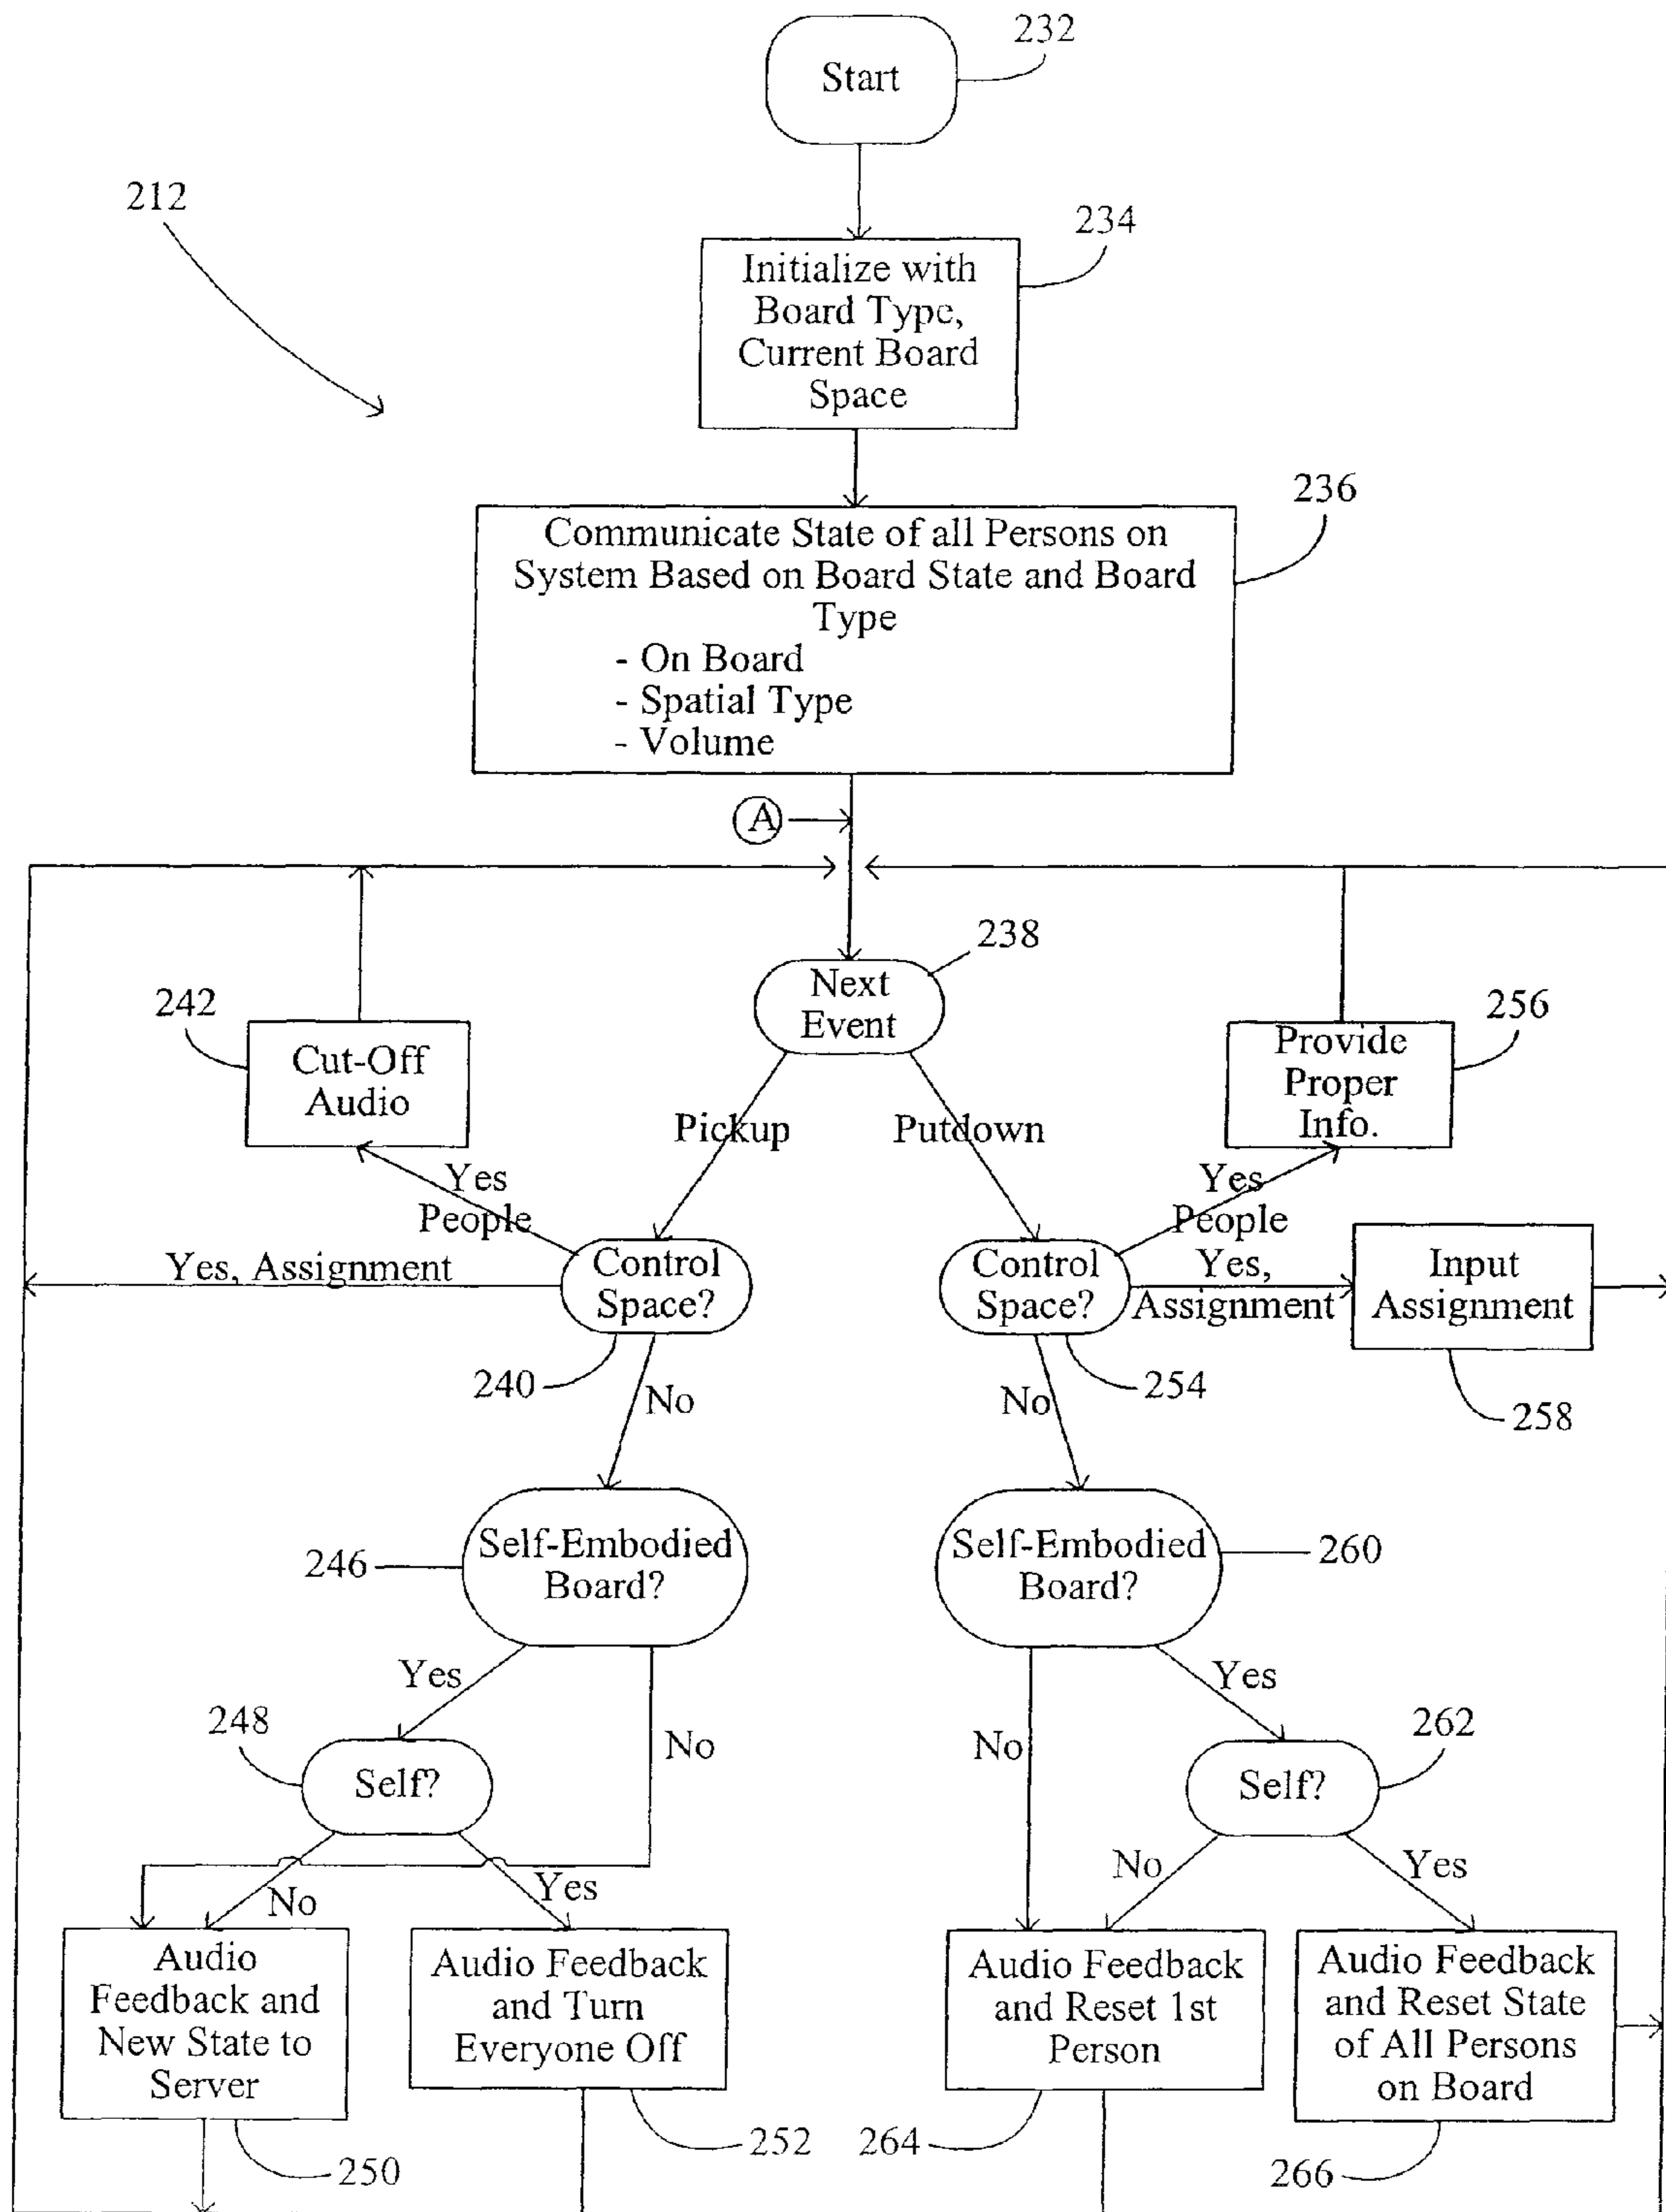 232
Start
212
234
Initialize with
Board Type,
Current Board
Space
236
Communicate State of all Persons on
System Based on Board State and Board
Type
- On Board
- Spatial Type
- Volume
A
238
Next
Event
242
Cut-Off
Audio
256
Provide
Proper
Info.
Pickup
Putdown
Yes
People
Yes
People
Yes, Assignment
Control
Space?
Control
Space?
Yes,
Assignment
Input
Assignment
240
254
258
No
No
246
Self-Embodied
Board?
Self-Embodied
Board?
260
Yes
No
No
Yes
248
Self?
262
Self?
No
Yes
No
Yes
Audio
Feedback and
New State to
Server
Audio Feedback
and Turn
Everyone Off
Audio Feedback
and Reset 1st
Person
Audio Feedback
and Reset State
of All Persons
on Board
250
252
264
266